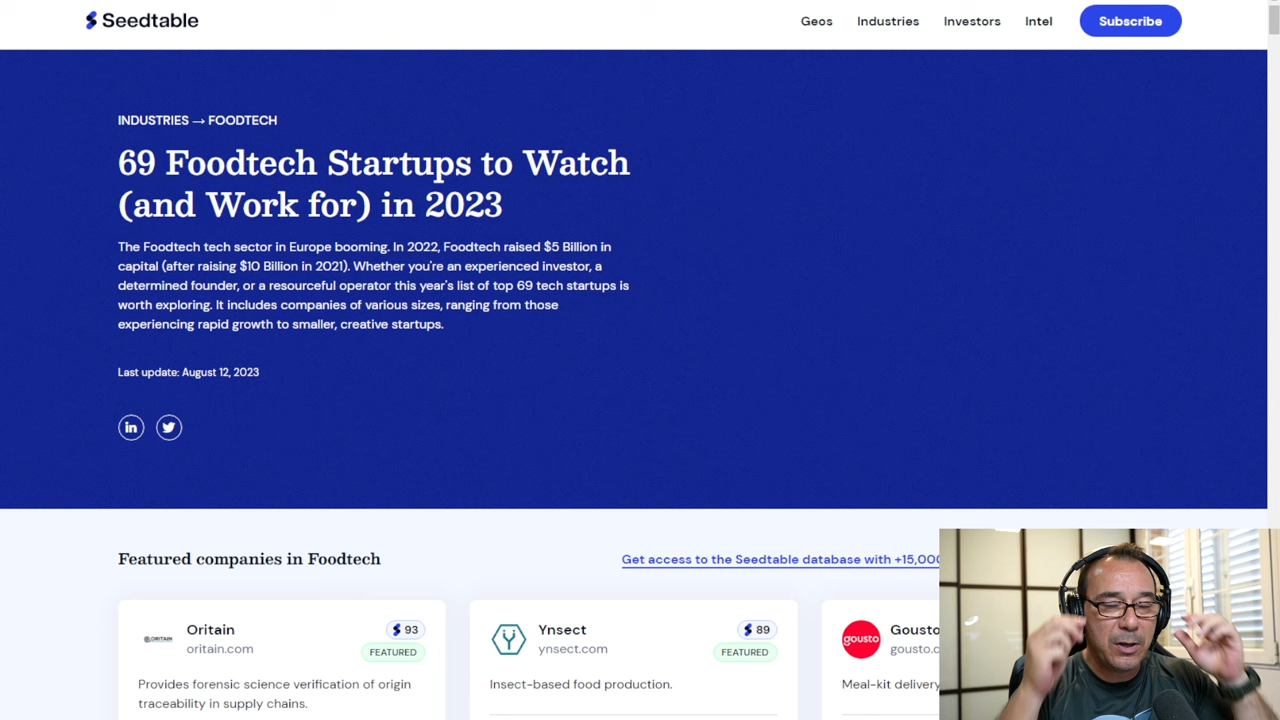 Seedtable
Geos
Industries
Investors
Intel
Subscribe
INDUSTRIES → FOODTECH
69 Foodtech Startups to Watch
(and Work for) in 2023
The Foodtech tech sector in Europe booming. In 2022, Foodtech raised $5 Billion in
capital (after raising $10 Billion in 2021). Whether you're an experienced investor, a
determined founder, or a resourceful operator this year's list of top 69 tech startups is
worth exploring. It includes companies of various sizes, ranging from those
experiencing rapid growth to smaller, creative startups.
Last update: August 12, 2023
in
Featured companies in Foodtech
Get access to the Seedtable database with +15,000
ORITAIN
Oritain
93
oritain.com
FEATURED
Provides forensic science verification of origin
traceability in supply chains.
Ynsect
89
ynsect.com
FEATURED
Insect-based food production.
gousto
Gousto
gousto.c
Meal-kit delivery